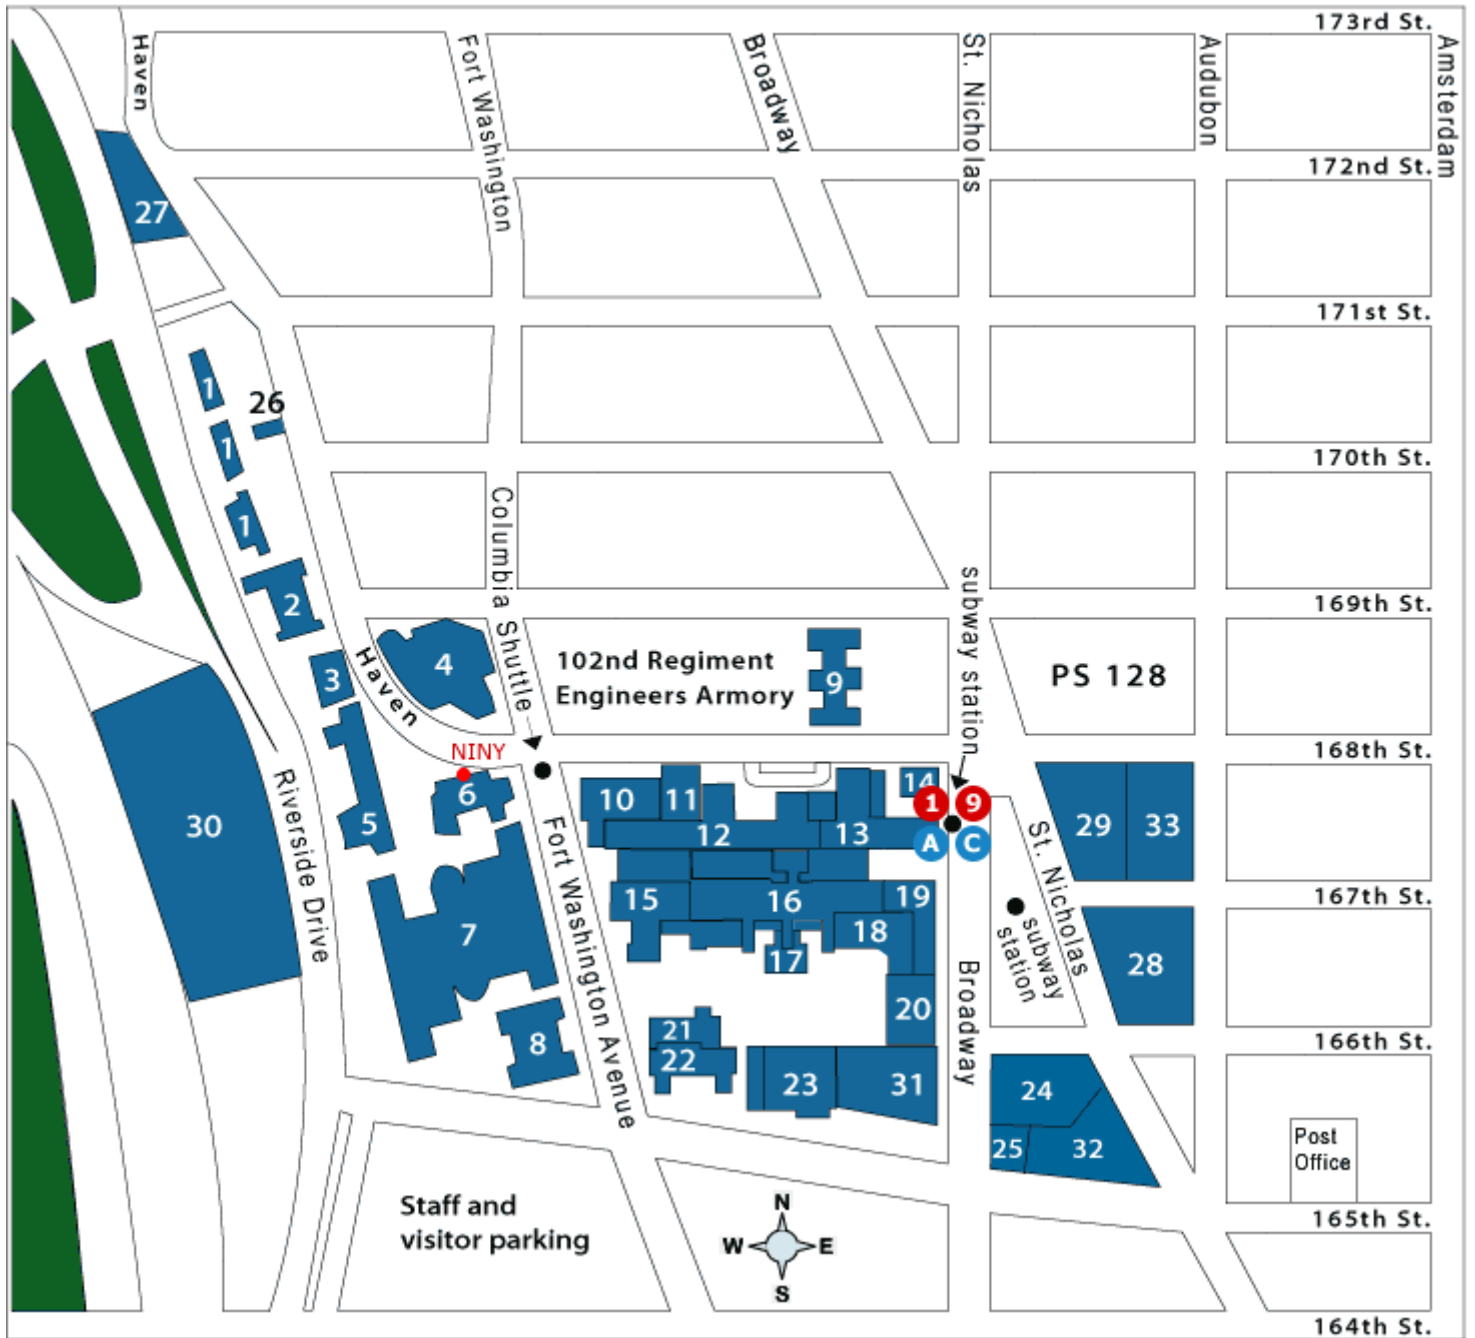 173rd St.
Haven
Fort Washington
Broadway
St. Nicholas
Audubon
Amsterdam
172nd St.
27
171st St.
1
26
1
170th St.
1
Columbia Shuttle
subway station
2
169th St.
3
Haven
4
102nd Regiment
Engineers Armory
9
PS 128
168th St.
NINY
6
5
30
Riverside Drive
10
11
12
13
14
1
9
A
C
29
33
St. Nicholas
167th St.
7
Fort Washington Avenue
15
16
19
18
17
subway
station
28
Broadway
20
8
21
22
23
31
166th St.
24
25
32
Post
Office
Staff and
visitor parking
N
W
E
S
165th St.
164th St.